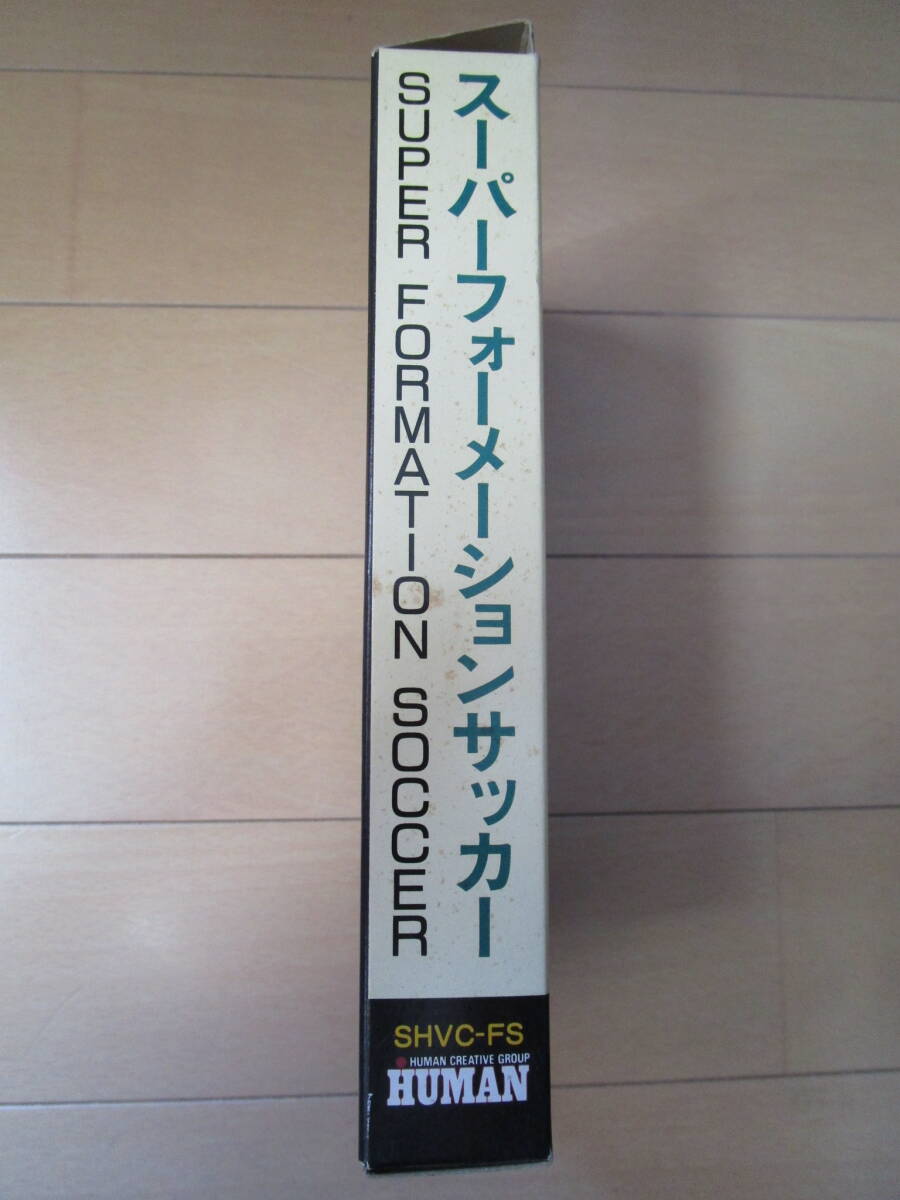 スーパーフォーメーションサッカー
SUPER FORMATION SOCCER
SHVC-FS
HUMAN CREATIVE GROUP
HUMAN